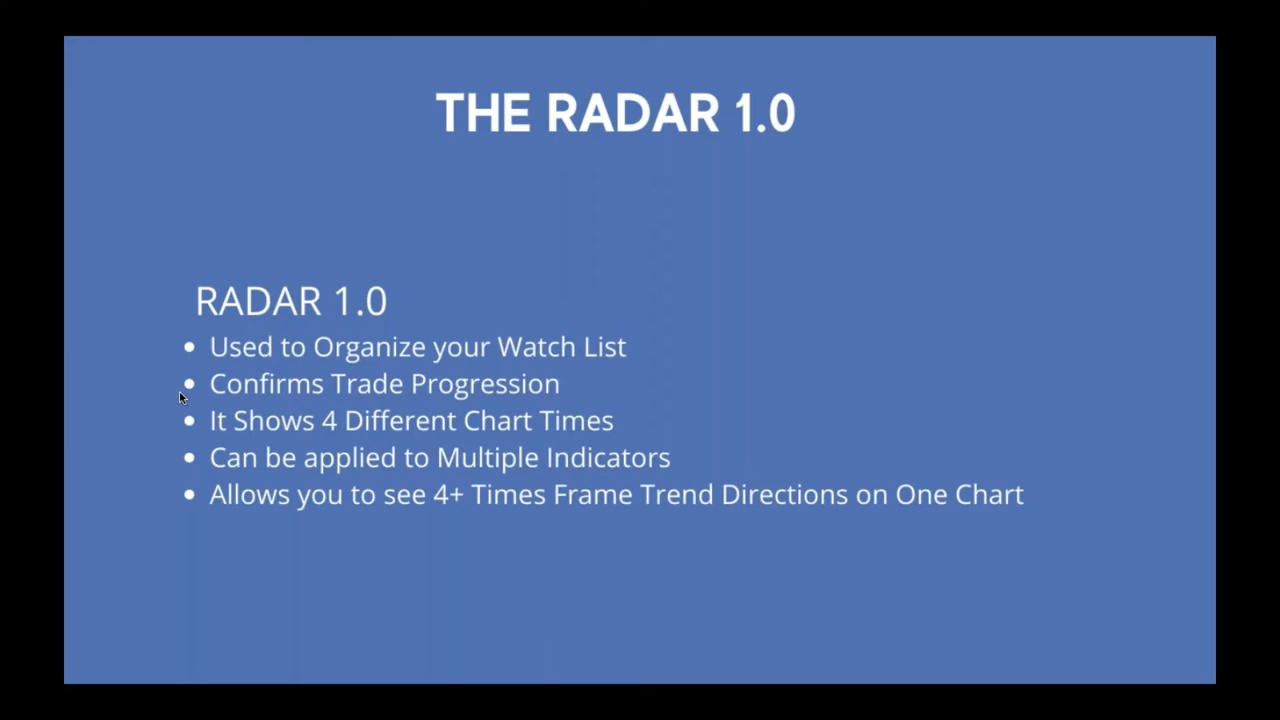 THE RADAR 1.0
RADAR 1.0
• Used to Organize your Watch List
• Confirms Trade Progression
• It Shows 4 Different Chart Times
• Can be applied to Multiple Indicators
• Allows you to see 4+ Times Frame Trend Directions on One Chart